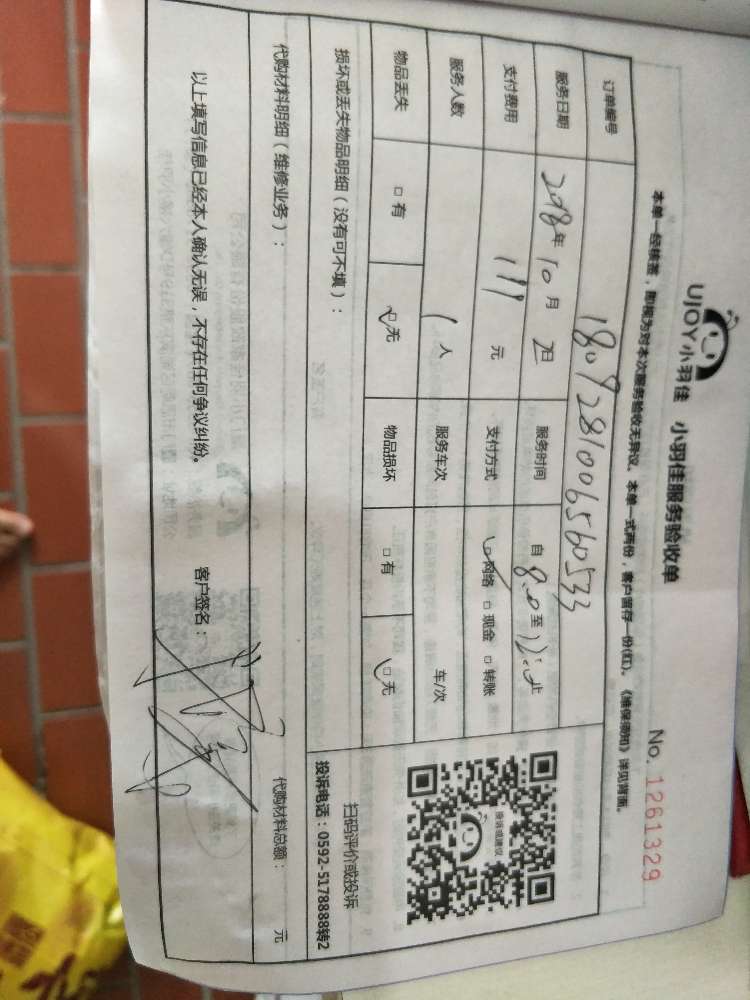 UJOY小羽佳 小羽佳服务验收单
No. 1261329
本单一经核签，即视为对本次服务验收无异议。本单一式两份，客户留存一份(红)。《维保须知》详见背面。
订单编号 1809281006560533
服务日期 2018年10月2日 服务时间 自8:00至12:00止
支付费用 111元 支付方式 网络 □现金 □转账
服务人数 1人 服务车次 车/次
物品丢失 □有 □无 物品损坏 □有 □无
损坏或丢失物品明细（没有可不填）：
投诉或建议
扫码评价或投诉
投诉电话：0592-5178888转2
代购材料明细（维修业务）： 代购材料总额： 元
以上填写信息已经本人确认无误，不存在任何争议纠纷。 客户签名：